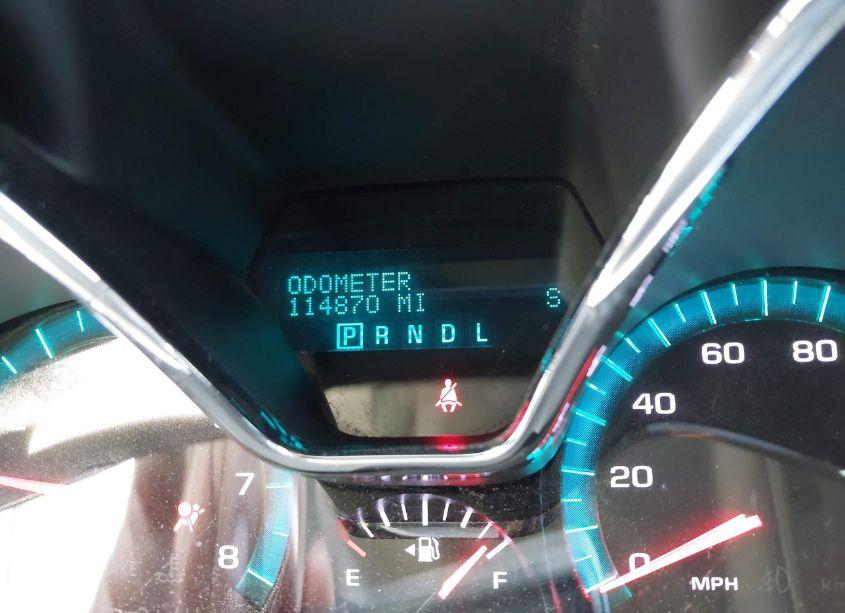 ODOMETER
114870 MI S
P R N D L
60 80
40
20
0
MPH
7
8
E F